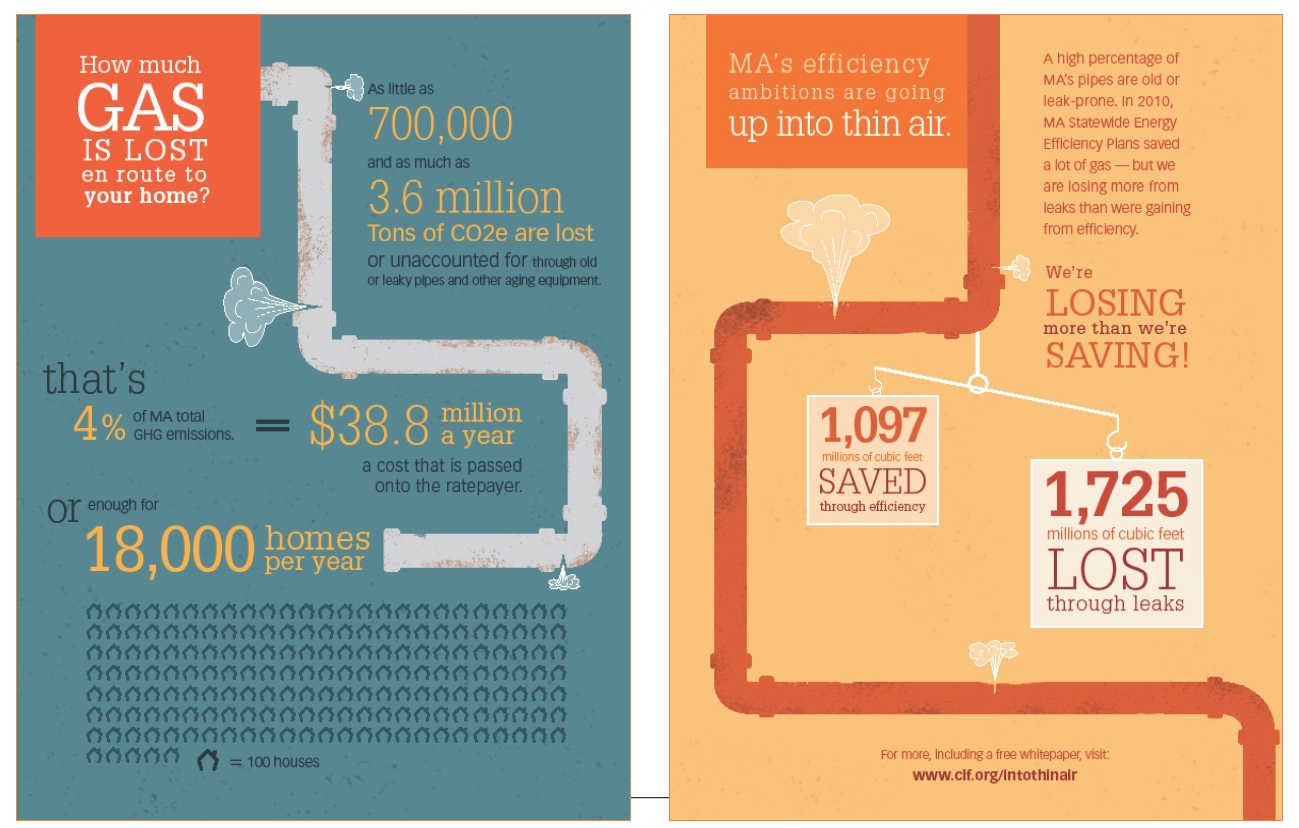 How much
GAS
IS LOST
en route to
your home?
As little as
700,000
and as much as
3.6 million
Tons of CO2e are lost
or unaccounted for through old
or leaky pipes and other aging equipment.
that's
4% of MA total
GHG emissions.
= $38.8 million
a year
a cost that is passed
onto the ratepayer.
or enough for
18,000 homes
per year
= 100 houses
MA's efficiency
ambitions are going
up into thin air.
A high percentage of
MA's pipes are old or
leak-prone. In 2010,
MA Statewide Energy
Efficiency Plans saved
a lot of gas — but we
are losing more from
leaks than were gaining
from efficiency.
We're
LOSING
more than we're
SAVING!
1,097
millions of cubic feet
SAVED
through efficiency
1,725
millions of cubic feet
LOST
through leaks
For more, including a free whitepaper, visit:
www.clf.org/intothinair